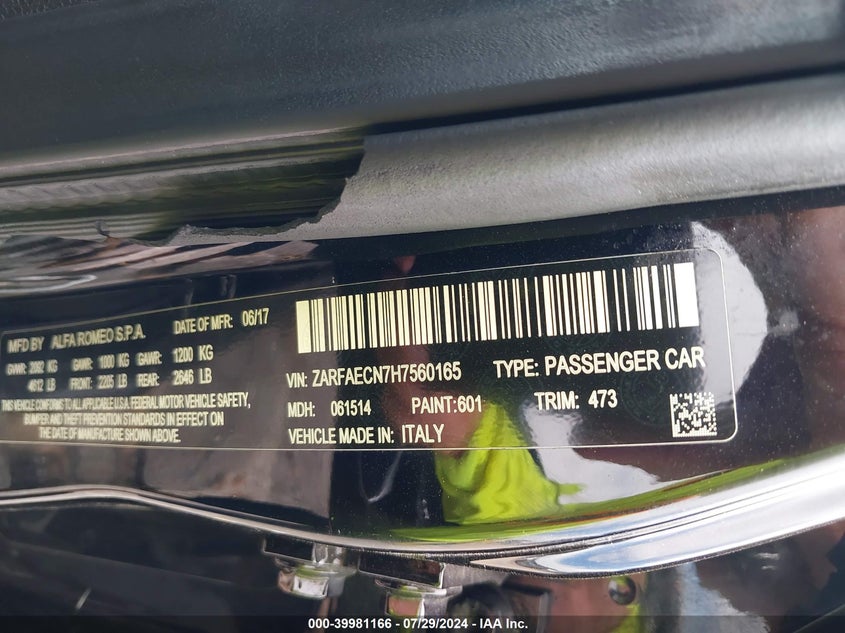 MFD BY ALFA ROMEO S.P.A. DATE OF MFR: 06/17
GVWR: 2092 KG GAWR: 1000 KG GAWR: 1200 KG
4612 LB FRONT: 2205 LB REAR: 2646 LB
THIS VEHICLE CONFORMS TO ALL APPLICABLE U.S.A. FEDERAL MOTOR VEHICLE SAFETY,
BUMPER AND THEFT PREVENTION STANDARDS IN EFFECT ON
THE DATE OF MANUFACTURE SHOWN ABOVE.
VIN: ZARFAECN7H7560165 TYPE: PASSENGER CAR
MDH: 061514 PAINT:601 TRIM: 473
VEHICLE MADE IN: ITALY
000-39981166 - 07/29/2024 - IAA Inc.